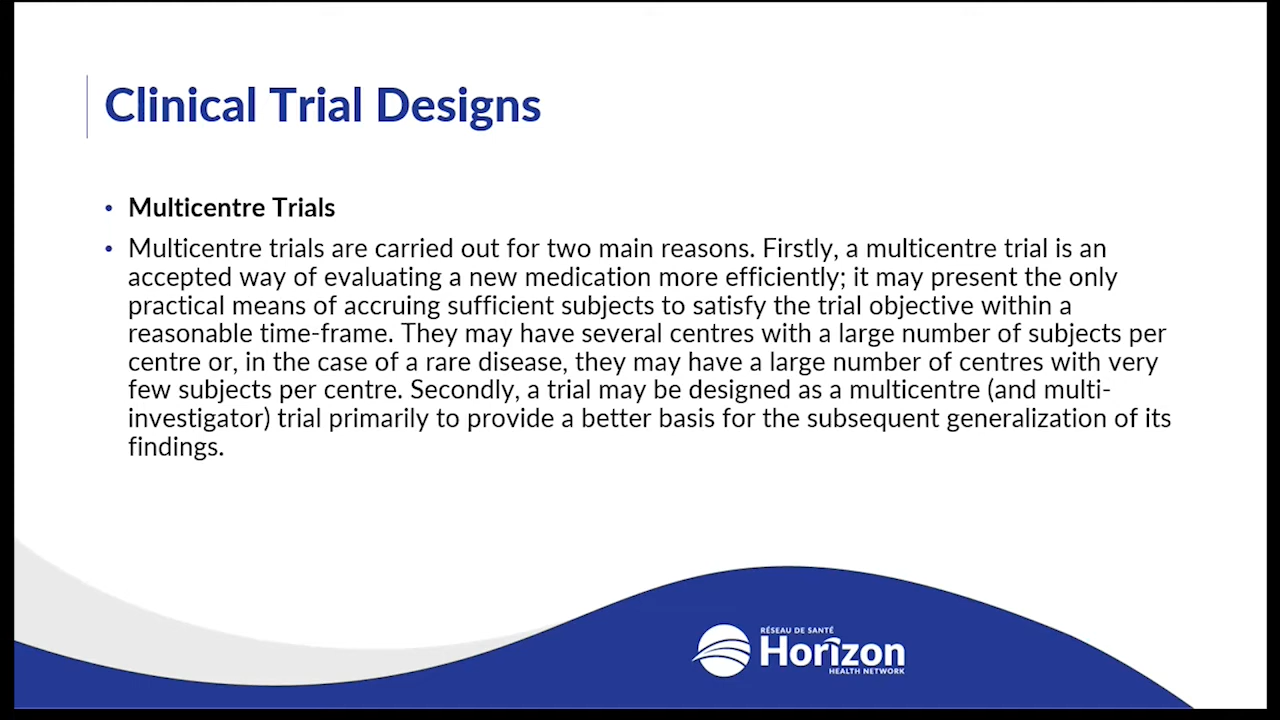 Clinical Trial Designs
• Multicentre Trials
• Multicentre trials are carried out for two main reasons. Firstly, a multicentre trial is an
accepted way of evaluating a new medication more efficiently; it may present the only
practical means of accruing sufficient subjects to satisfy the trial objective within a
reasonable time-frame. They may have several centres with a large number of subjects per
centre or, in the case of a rare disease, they may have a large number of centres with very
few subjects per centre. Secondly, a trial may be designed as a multicentre (and multi-
investigator) trial primarily to provide a better basis for the subsequent generalization of its
findings.
RÉSEAU DE SANTÉ
Horizon
HEALTH NETWORK